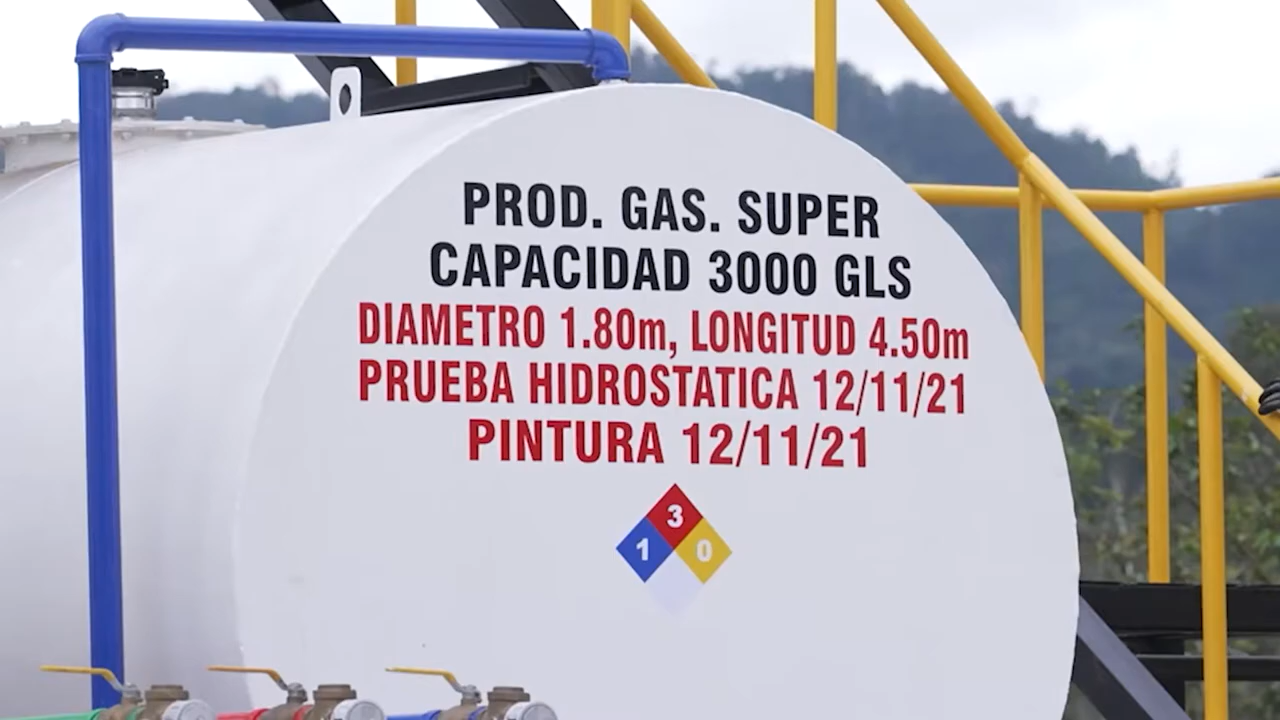 PROD. GAS. SUPER
CAPACIDAD 3000 GLS
DIAMETRO 1.80m, LONGITUD 4.50m
PRUEBA HIDROSTATICA 12/11/21
PINTURA 12/11/21
3
1 0